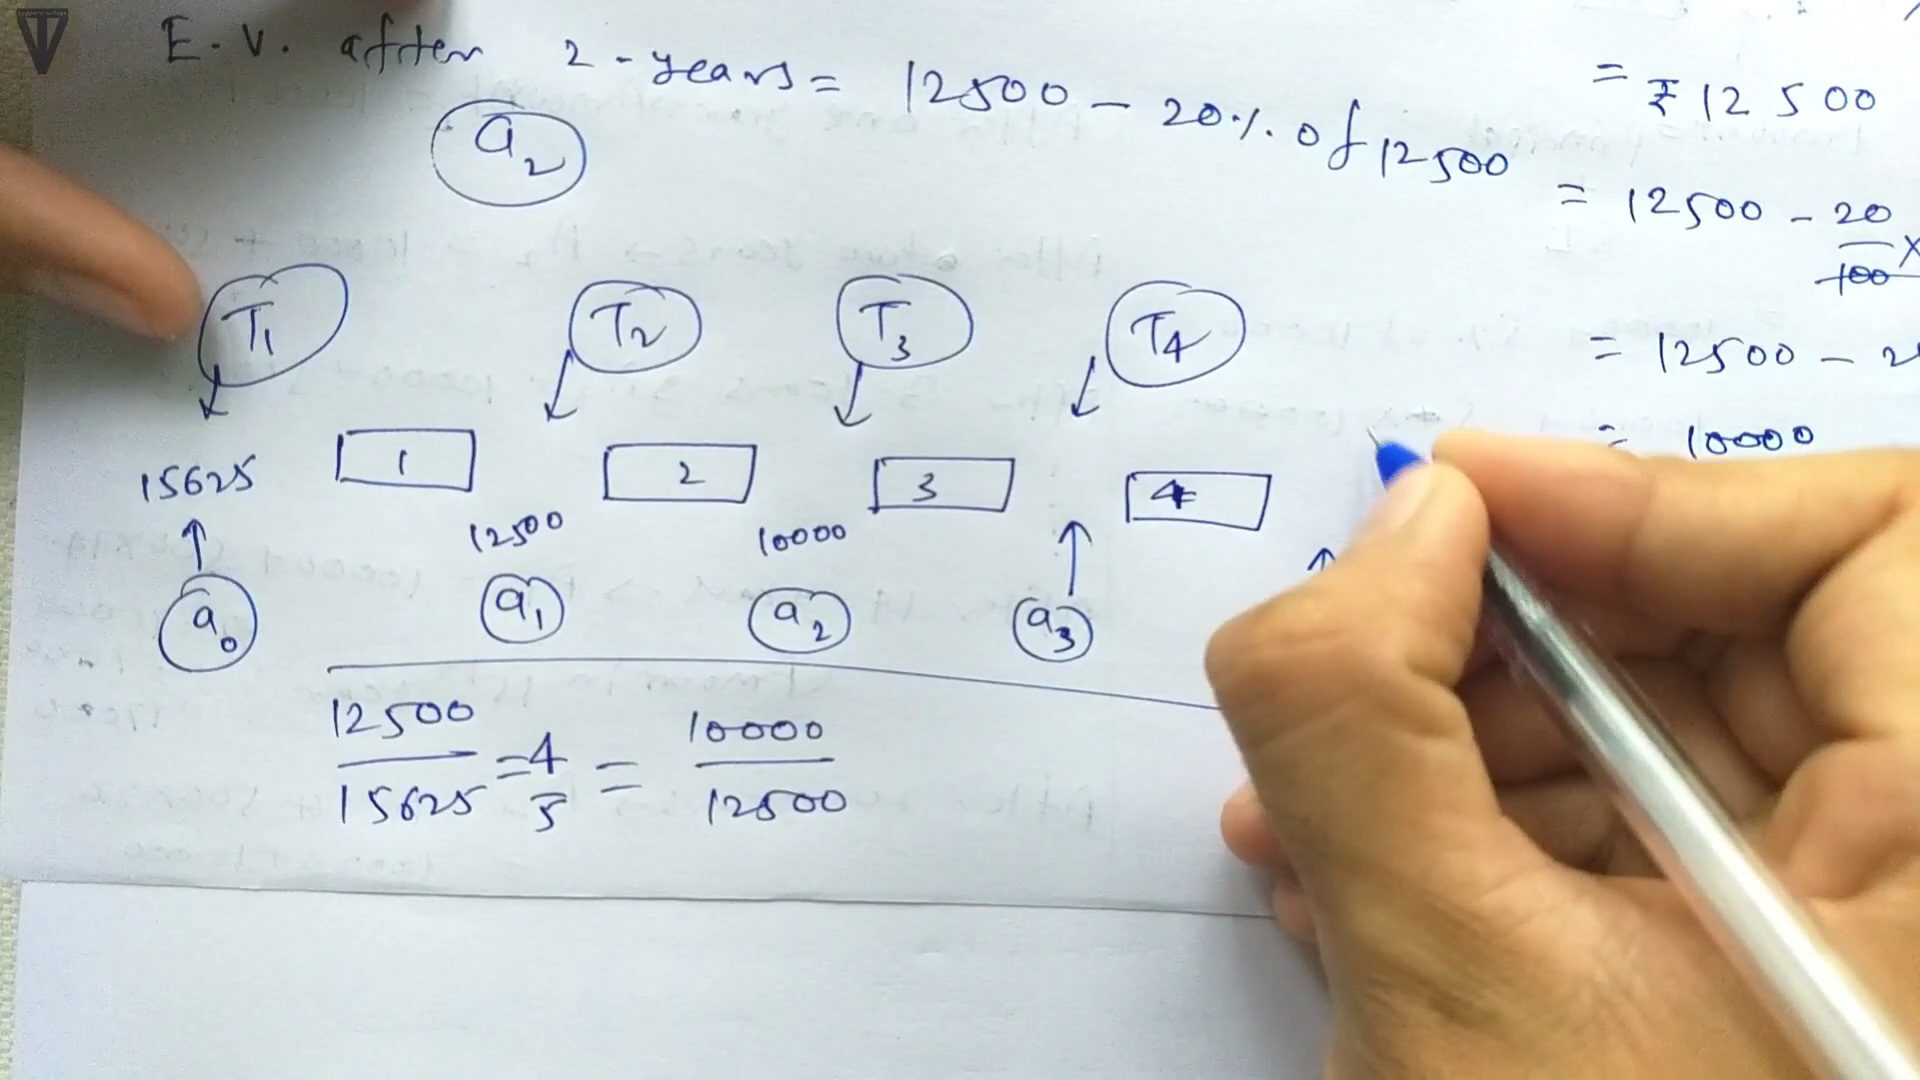 E.V. after 2-years = 12500 - 20% of 12500
a2
= ₹12500
= 12500 - 20
100 ×
= 12500 - 2
= 10000
T1 T2 T3 T4
15625 1 2 3 4
12500 10000
a0 a1 a2 a3
12500/15625 = 4/5 = 10000/12500